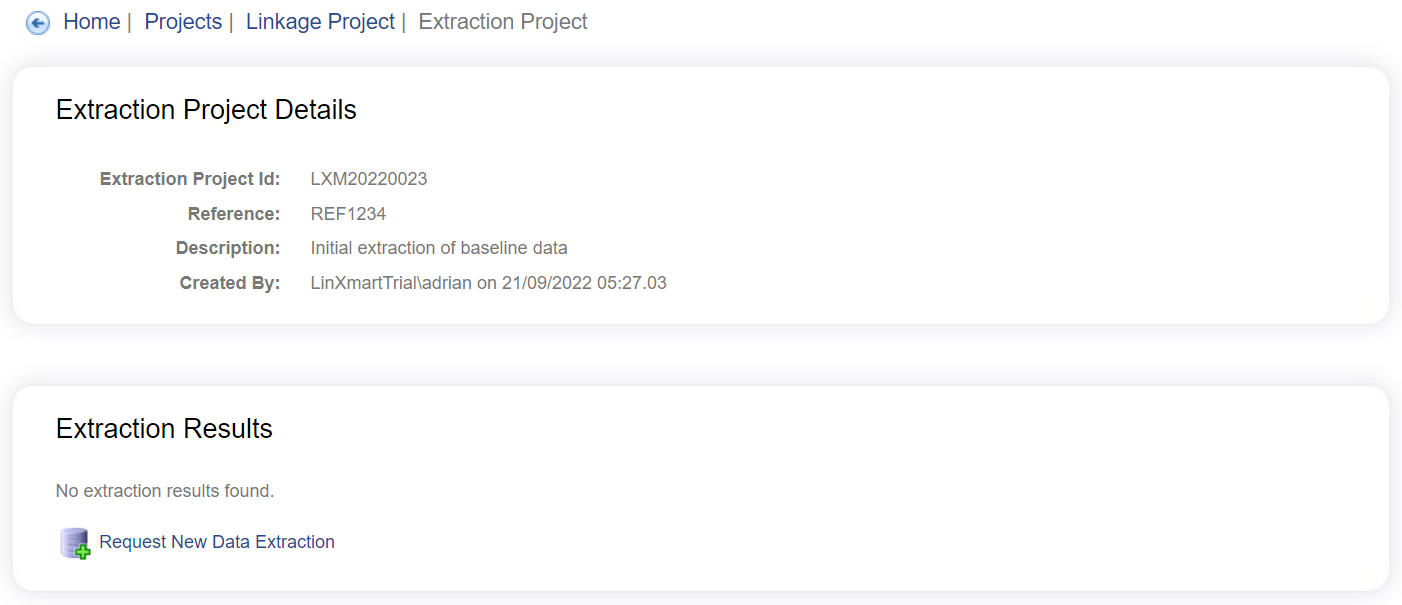 Home | Projects | Linkage Project | Extraction Project
Extraction Project Details
Extraction Project Id: LXM20220023
Reference: REF1234
Description: Initial extraction of baseline data
Created By: LinXmartTrial\adrian on 21/09/2022 05:27.03
Extraction Results
No extraction results found.
Request New Data Extraction